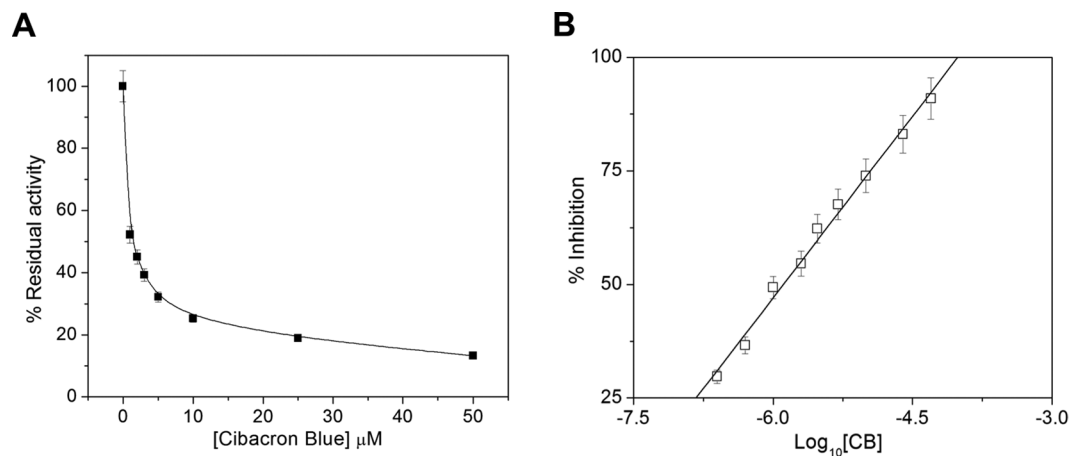 A
% Residual activity
100
80
60
40
20
0
0 10 20 30 40 50
[Cibacron Blue] μM
B
% Inhibition
100
75
50
25
-7.5 -6.0 -4.5 -3.0
Log10[CB]